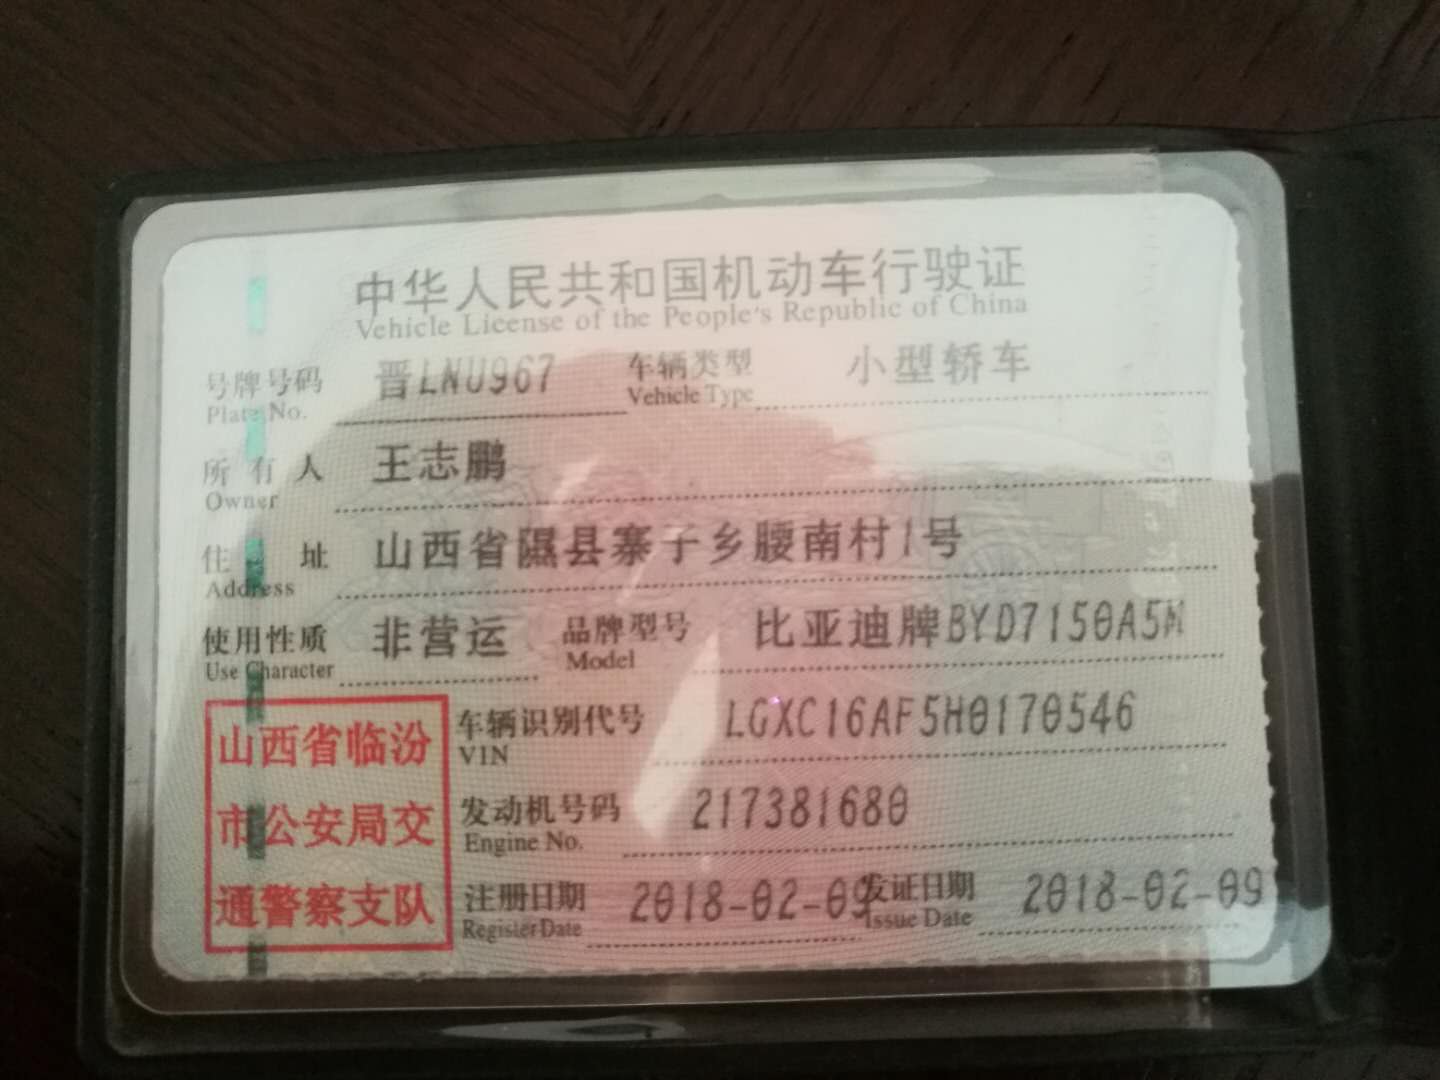 中华人民共和国机动车行驶证
Vehicle License of the People's Republic of China
号牌号码 晋LNU967 车辆类型 小型轿车
Plate No. Vehicle Type
所有人 王志鹏
Owner
住址 山西省隰县寨子乡腰南村1号
Address
使用性质 非营运 品牌型号 比亚迪牌BYD7150A5M
Use Character Model
山西省临汾
市公安局交
通警察支队
车辆识别代号 LGXC16AF5H0170546
VIN
发动机号码 217381680
Engine No.
注册日期 2018-02-09 发证日期 2018-02-09
Register Date Issue Date